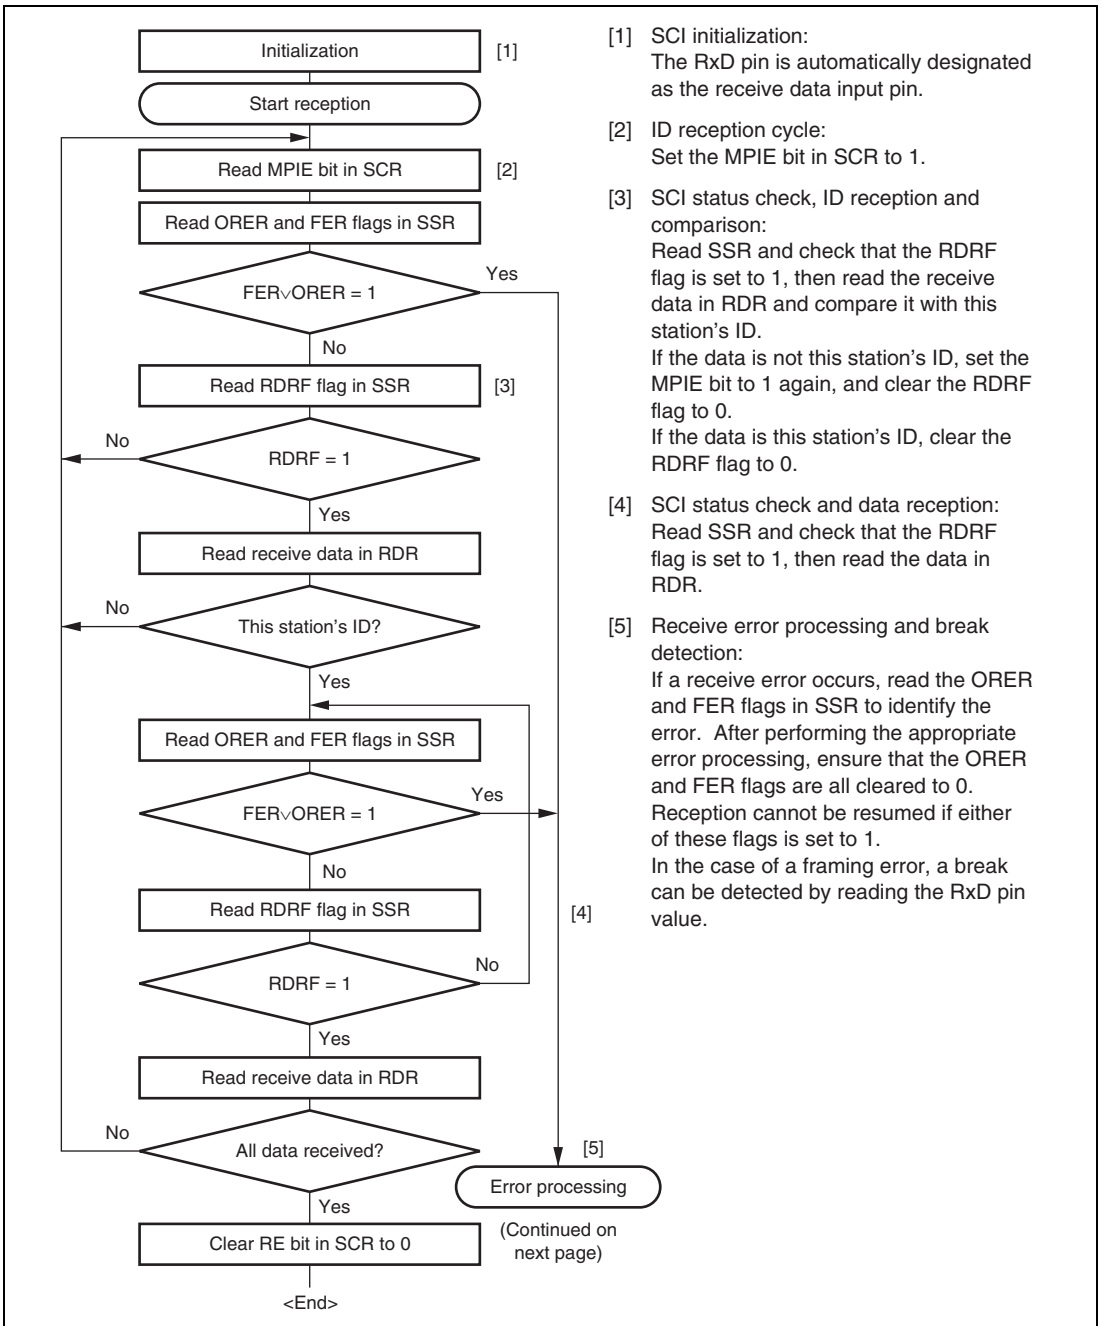 Initialization
[1]
Start reception
Read MPIE bit in SCR
[2]
Read ORER and FER flags in SSR
FER∨ORER = 1
Yes
No
Read RDRF flag in SSR
[3]
RDRF = 1
No
Yes
Read receive data in RDR
This station's ID?
No
Yes
Read ORER and FER flags in SSR
FER∨ORER = 1
Yes
No
Read RDRF flag in SSR
[4]
RDRF = 1
No
Yes
Read receive data in RDR
All data received?
No
Yes
[5]
Error processing
(Continued on
next page)
Clear RE bit in SCR to 0
<End>
[1] SCI initialization:
The RxD pin is automatically designated
as the receive data input pin.
[2] ID reception cycle:
Set the MPIE bit in SCR to 1.
[3] SCI status check, ID reception and
comparison:
Read SSR and check that the RDRF
flag is set to 1, then read the receive
data in RDR and compare it with this
station's ID.
If the data is not this station's ID, set the
MPIE bit to 1 again, and clear the RDRF
flag to 0.
If the data is this station's ID, clear the
RDRF flag to 0.
[4] SCI status check and data reception:
Read SSR and check that the RDRF
flag is set to 1, then read the data in
RDR.
[5] Receive error processing and break
detection:
If a receive error occurs, read the ORER
and FER flags in SSR to identify the
error. After performing the appropriate
error processing, ensure that the ORER
and FER flags are all cleared to 0.
Reception cannot be resumed if either
of these flags is set to 1.
In the case of a framing error, a break
can be detected by reading the RxD pin
value.